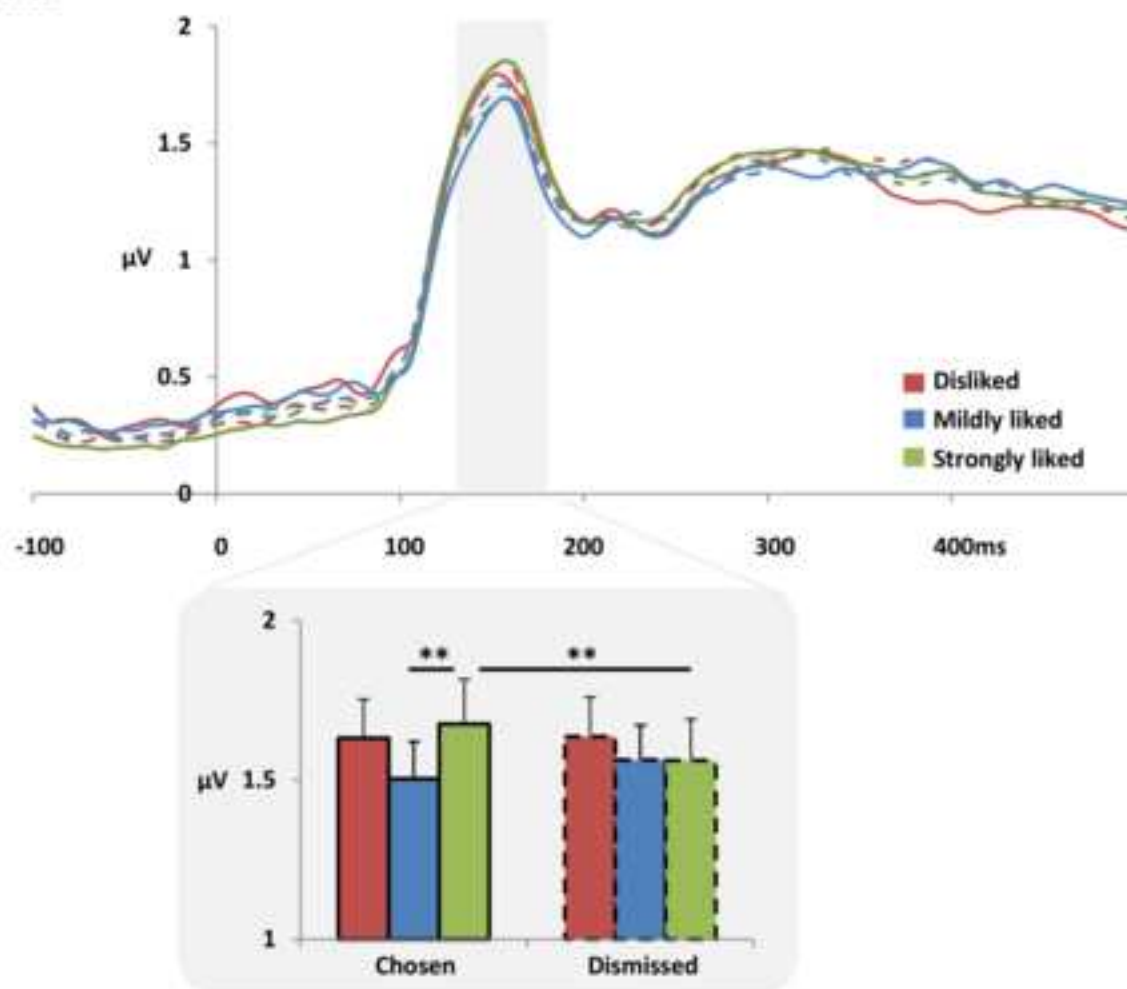 2
1.5
µV 1
0.5
Disliked
Mildly liked
Strongly liked
0
-100 0 100 200 300 400ms
2
** **
µV 1.5
1
Chosen Dismissed